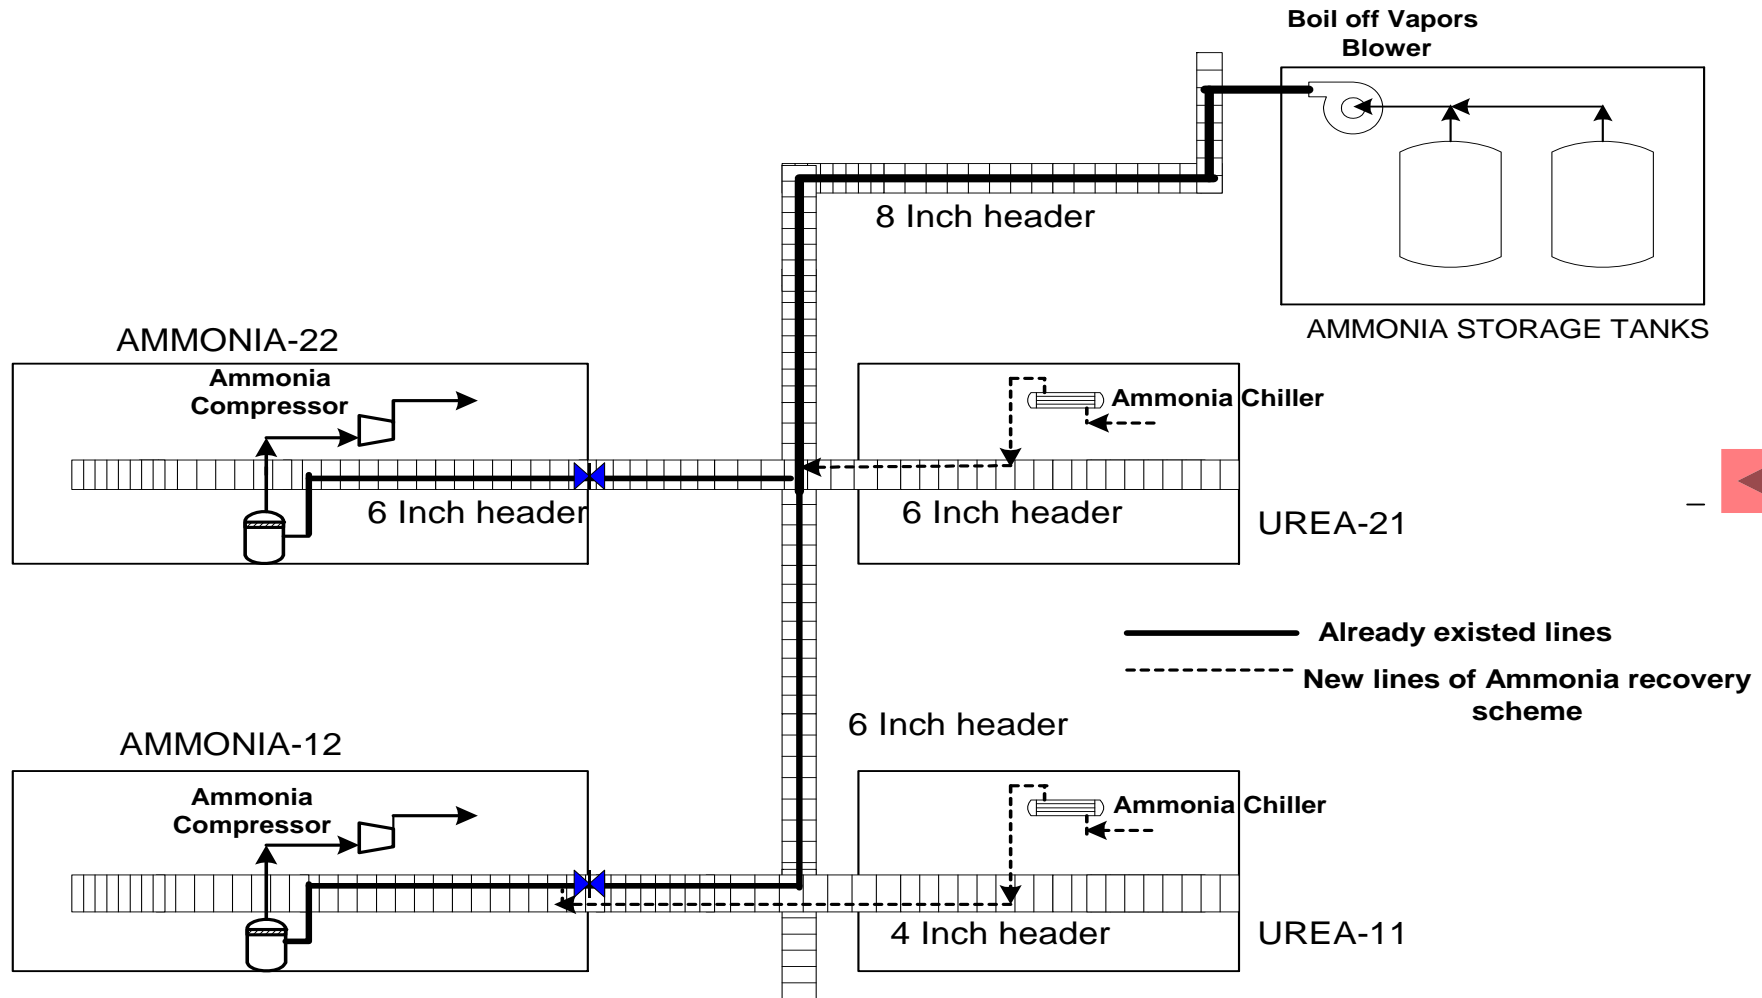 Boil off Vapors
Blower
8 Inch header
AMMONIA STORAGE TANKS
AMMONIA-22
Ammonia
Compressor
Ammonia Chiller
6 Inch header
6 Inch header
UREA-21
Already existed lines
New lines of Ammonia recovery
scheme
6 Inch header
AMMONIA-12
Ammonia
Compressor
Ammonia Chiller
4 Inch header
UREA-11